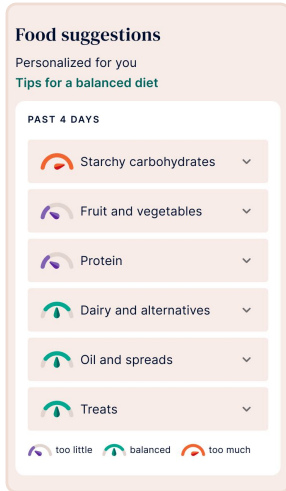 Food suggestions
Personalized for you
Tips for a balanced diet
PAST 4 DAYS
Starchy carbohydrates
Fruit and vegetables
Protein
Dairy and alternatives
Oil and spreads
Treats
too little balanced too much